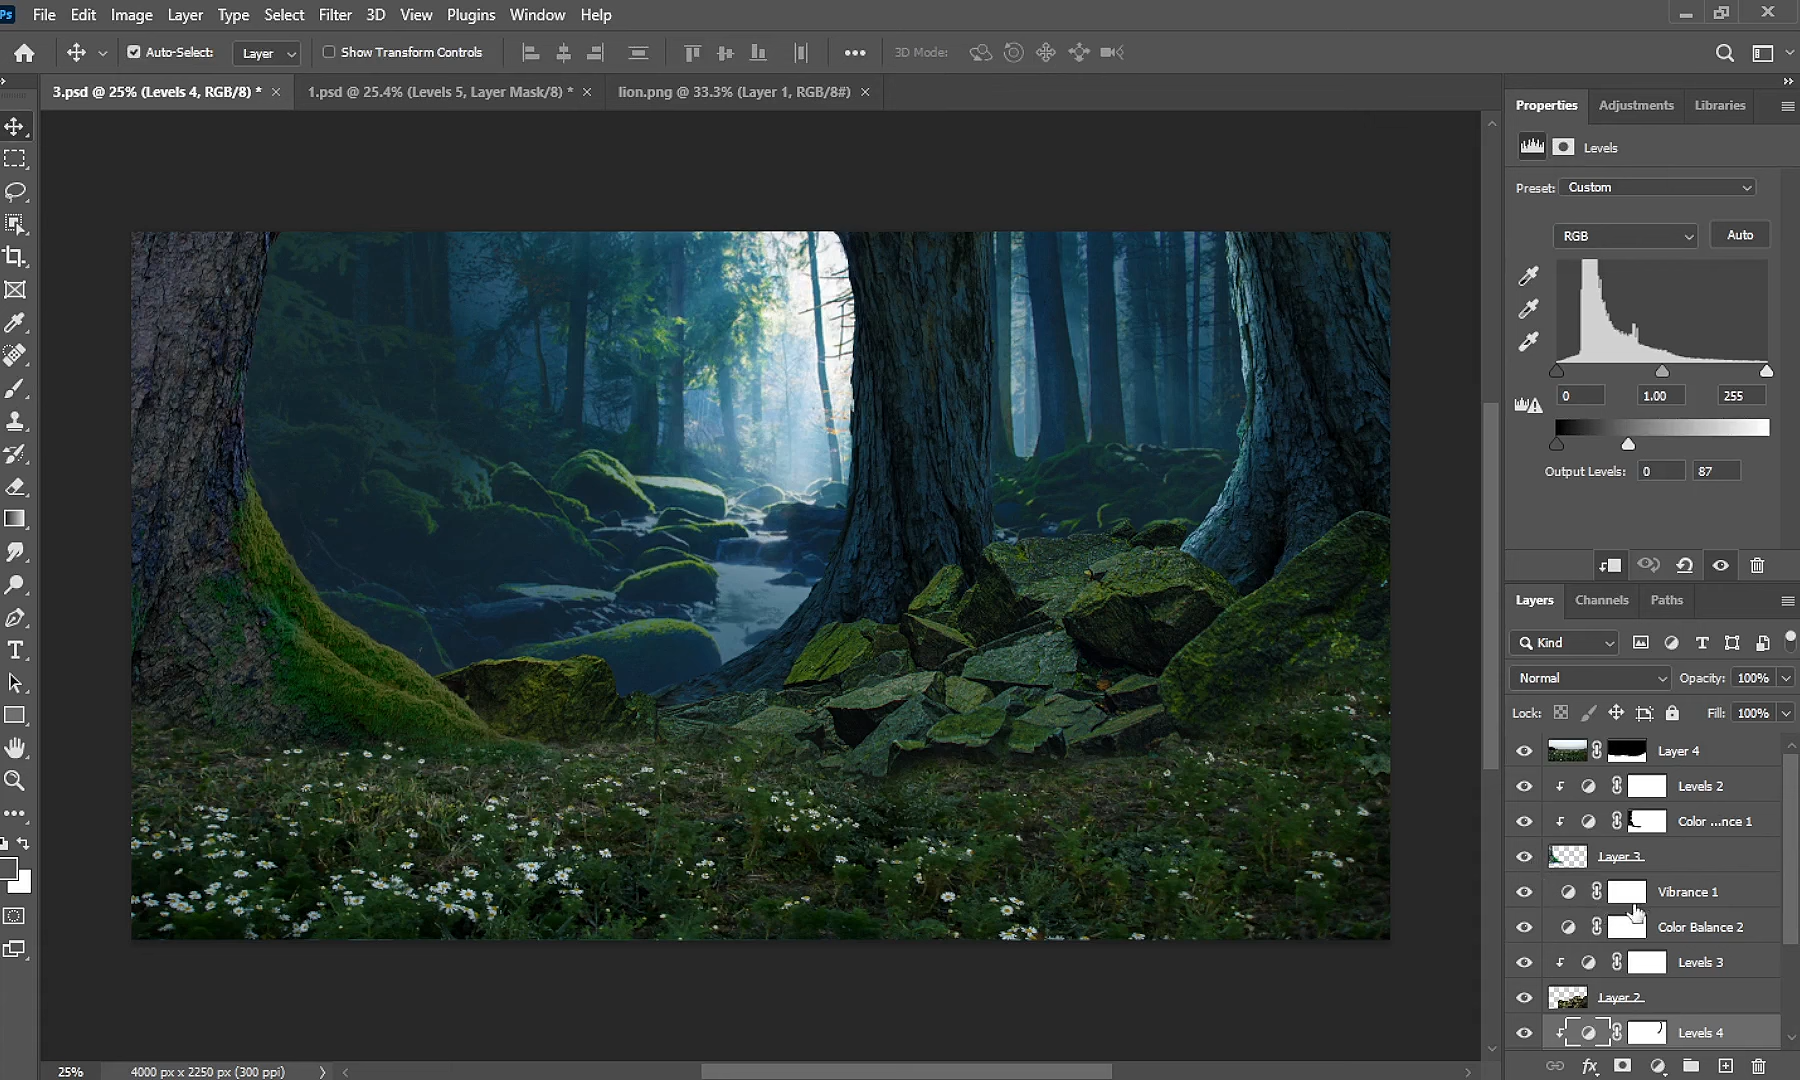 Ps File Edit Image Layer Type Select Filter 3D View Plugins Window Help
Auto-Select: Layer Show Transform Controls 3D Mode:
3.psd @ 25% (Levels 4, RGB/8) * 1.psd @ 25.4% (Levels 5, Layer Mask/8) * lion.png @ 33.3% (Layer 1, RGB/8#)
Properties Adjustments Libraries
Levels
Preset: Custom
RGB Auto
0 1.00 255
Output Levels: 0 87
Layers Channels Paths
Kind
Normal Opacity: 100%
Lock: Fill: 100%
Layer 4
Levels 2
Color ...nce 1
Layer 3
Vibrance 1
Color Balance 2
Levels 3
Layer 2
Levels 4
25% 4000 px x 2250 px (300 ppi)
fx